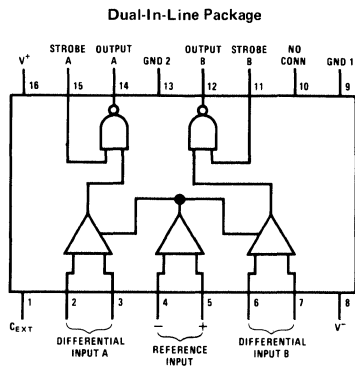 Dual-In-Line Package
V+
STROBE A
OUTPUT A
GND 2
OUTPUT B
STROBE B
NO CONN
GND 1
16 15 14 13 12 11 10 9
1 2 3 4 5 6 7 8
CEXT
DIFFERENTIAL INPUT A
− +
REFERENCE INPUT
DIFFERENTIAL INPUT B
V−